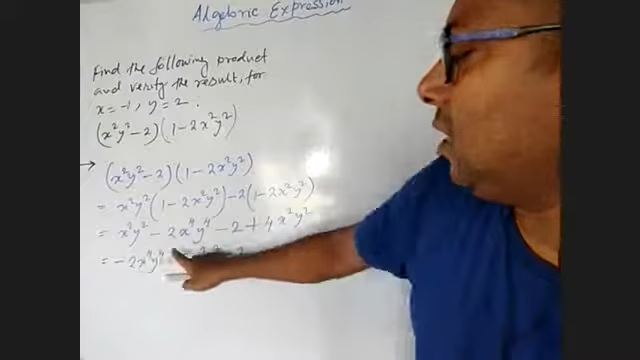 Algebric Expression
Find the following product
and verify the result, for
x = -1, y = 2.
(x²y² - 2)(1 - 2x²y²)
→ (x²y² - 2)(1 - 2x²y²)
= x²y²(1 - 2x²y²) - 2(1 - 2x²y²)
= x²y² - 2x⁴y⁴ - 2 + 4x²y²
= - 2x⁴y⁴